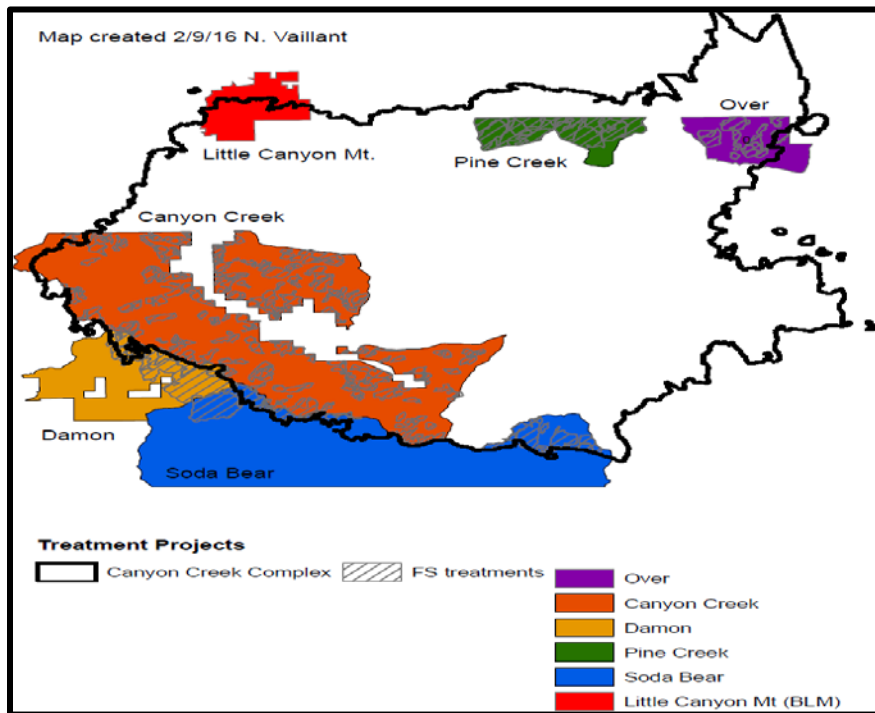 Map created 2/9/16 N. Vaillant
Over
Little Canyon Mt.
Pine Creek
Canyon Creek
Damon
Soda Bear
Treatment Projects
Canyon Creek Complex
FS treatments
Over
Canyon Creek
Damon
Pine Creek
Soda Bear
Little Canyon Mt (BLM)